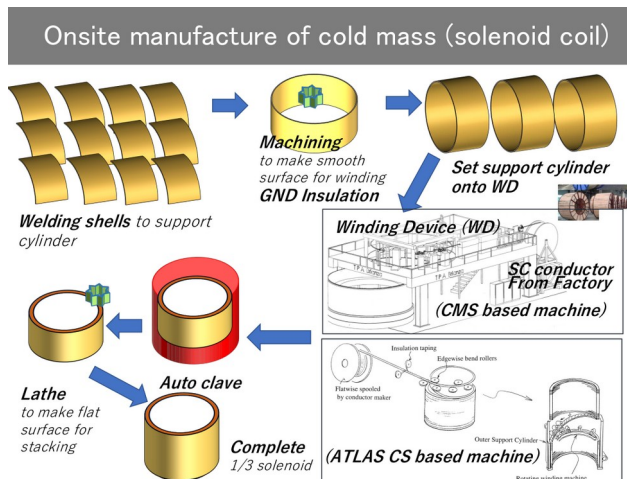 Onsite manufacture of cold mass (solenoid coil)
Machining
to make smooth
surface for winding
GND Insulation
Set support cylinder
onto WD
Welding shells to support
cylinder
Winding Device (WD)
SC conductor
From Factory
(CMS based machine)
Auto clave
Lathe
to make flat
surface for
stacking
Complete
1/3 solenoid
Insulation taping
Edgewise bend rollers
Flatwise spooled
by conductor maker
(ATLAS CS based machine)
Outer Support Cylinder
Rotating winding machine